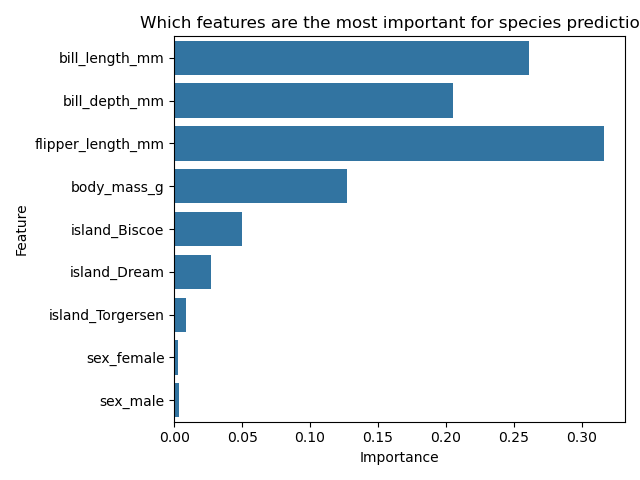 Which features are the most important for species predictio
bill_length_mm
bill_depth_mm
flipper_length_mm
body_mass_g
island_Biscoe
island_Dream
island_Torgersen
sex_female
sex_male
Feature
0.00 0.05 0.10 0.15 0.20 0.25 0.30
Importance